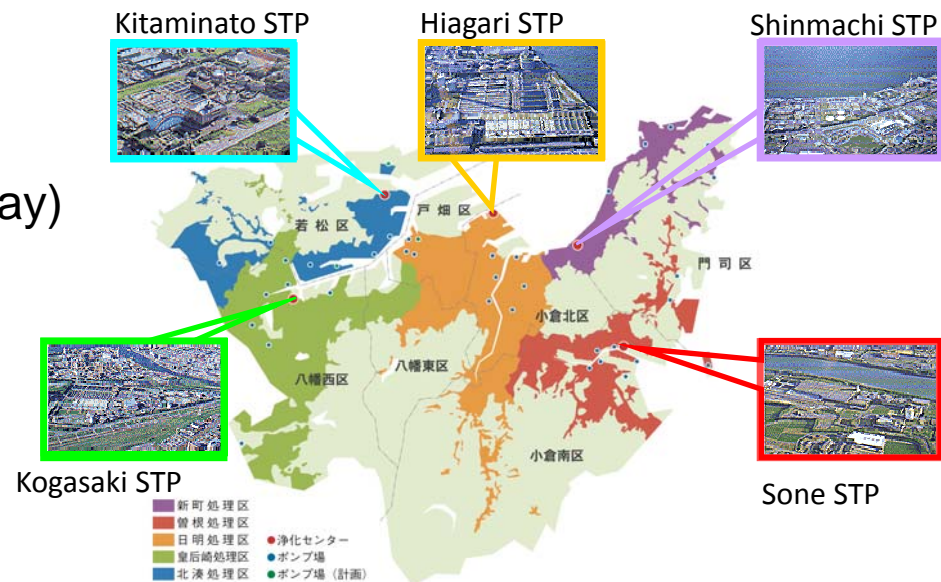 Kitaminato STP
Hiagari STP
Shinmachi STP
ay)
戸畑区
若松区
門司区
小倉北区
八幡東区
八幡西区
小倉南区
Kogasaki STP
Sone STP
新町処理区
曽根処理区
日明処理区
皇后崎処理区
北湊処理区
浄化センター
ポンプ場
ポンプ場（計画）